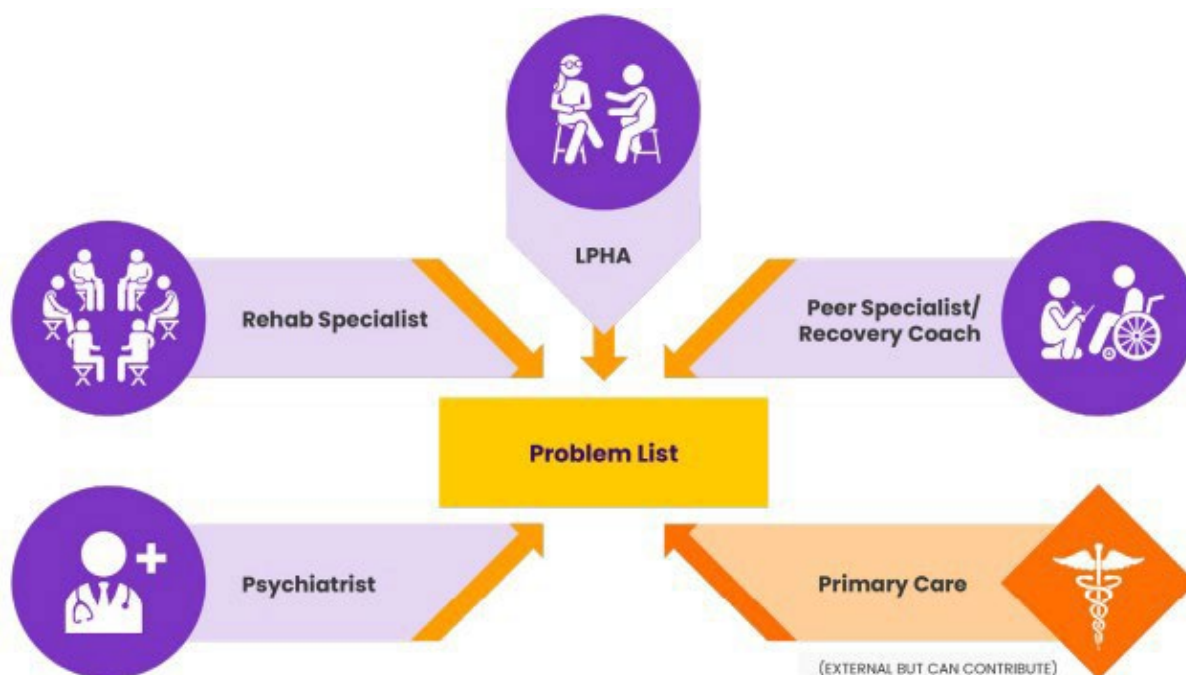 LPHA
Rehab Specialist
Peer Specialist/
Recovery Coach
Problem List
Psychiatrist
Primary Care
(EXTERNAL BUT CAN CONTRIBUTE)